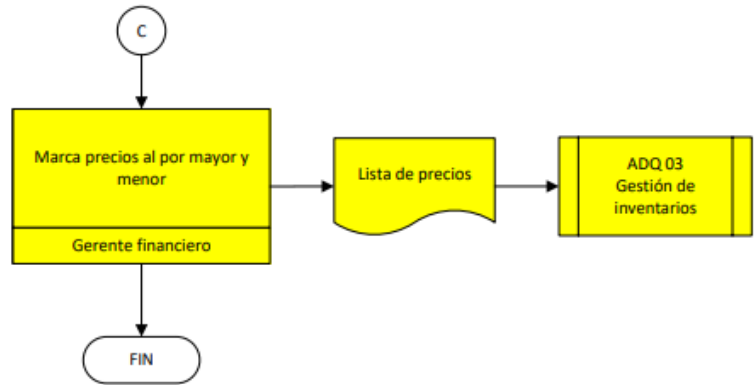 C
Marca precios al por mayor y
menor
Gerente financiero
Lista de precios
ADQ 03
Gestión de
inventarios
FIN